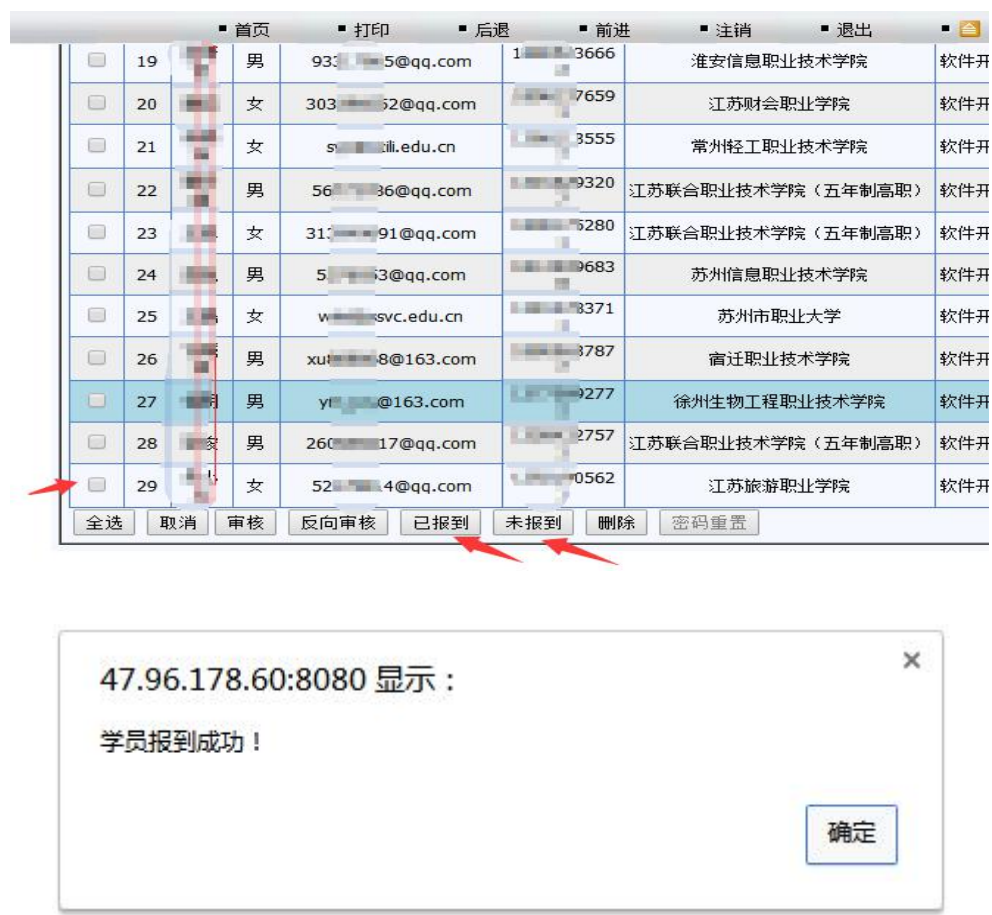 首页 打印 后退 前进 注销 退出
19 男 933 5@qq.com 3666 淮安信息职业技术学院 软件开
20 女 303 52@qq.com 7659 江苏财会职业学院 软件开
21 女 ili.edu.cn 3555 常州轻工职业技术学院 软件开
22 男 56 36@qq.com 9320 江苏联合职业技术学院（五年制高职） 软件开
23 女 313 91@qq.com 5280 江苏联合职业技术学院（五年制高职） 软件开
24 男 5 53@qq.com 9683 苏州信息职业技术学院 软件开
25 女 w svc.edu.cn 3371 苏州市职业大学 软件开
26 男 xu 8@163.com 3787 宿迁职业技术学院 软件开
27 男 y @163.com 9277 徐州生物工程职业技术学院 软件开
28 男 260 17@qq.com 2757 江苏联合职业技术学院（五年制高职） 软件开
29 女 52 4@qq.com 0562 江苏旅游职业学院 软件开
全选 取消 审核 反向审核 已报到 未报到 删除 密码重置
47.96.178.60:8080 显示：
×
学员报到成功！
确定